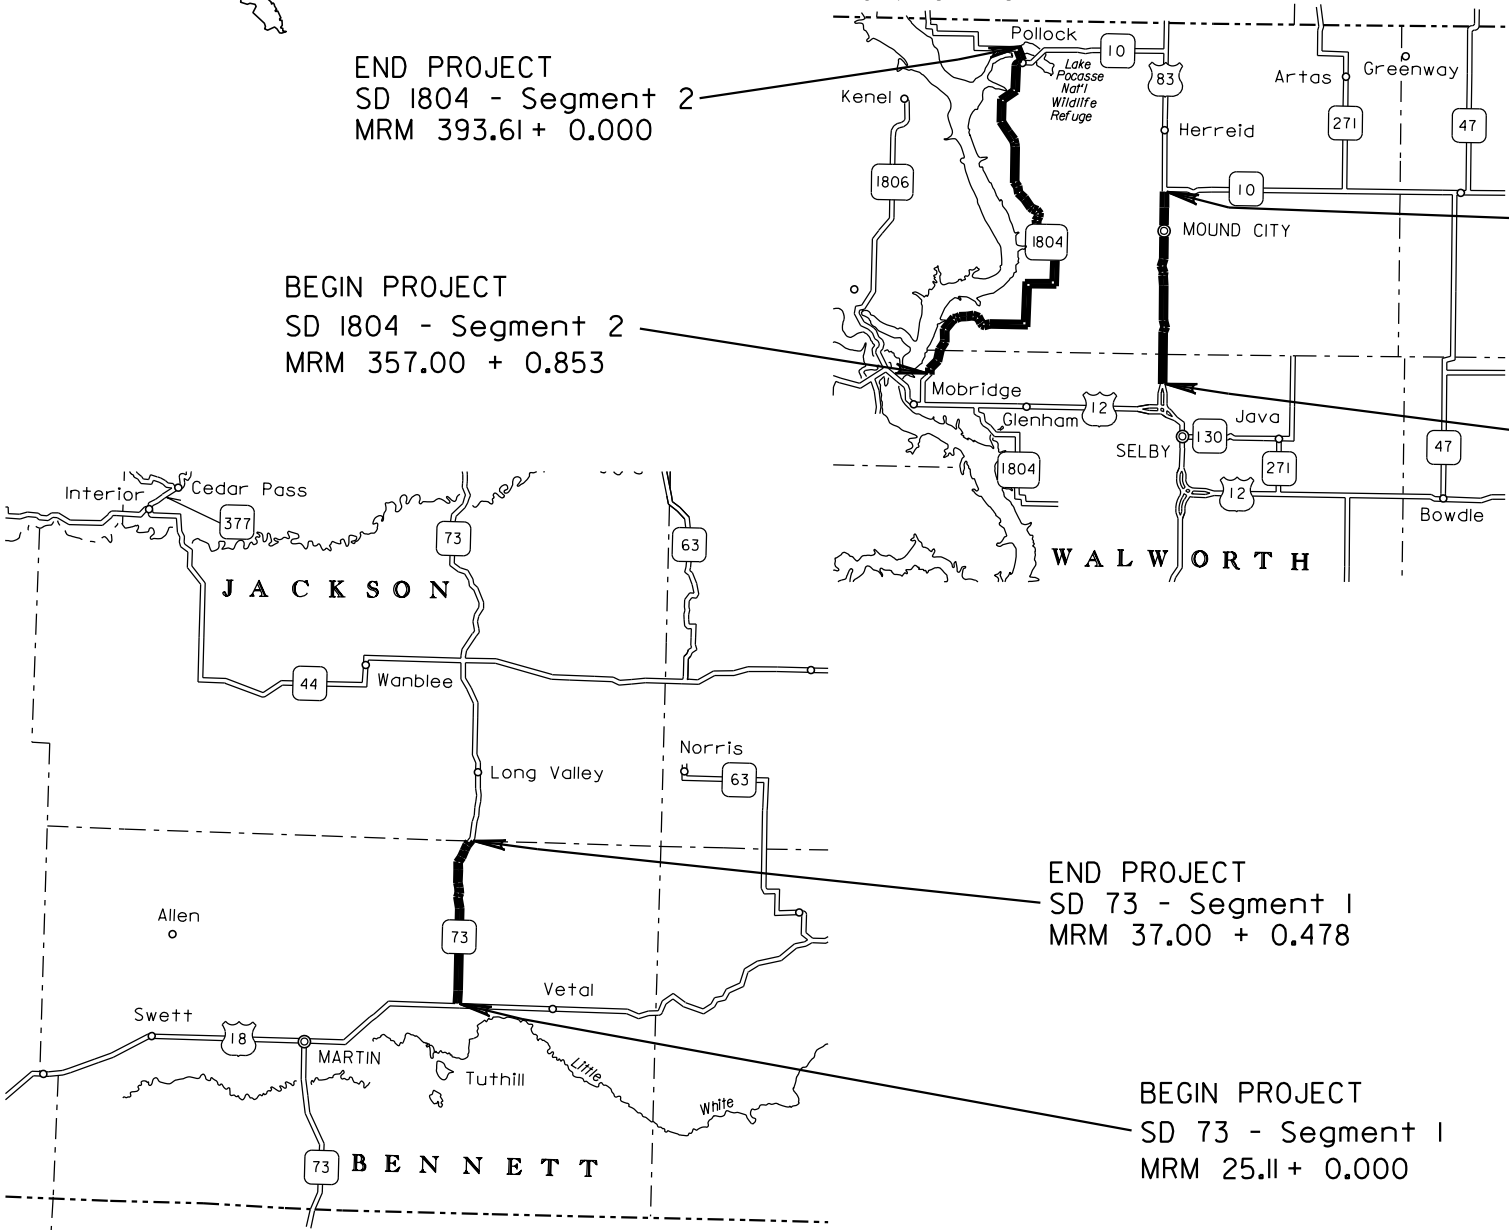 END PROJECT
SD 1804 - Segment 2
MRM 393.61+ 0.000
BEGIN PROJECT
SD 1804 - Segment 2
MRM 357.00 + 0.853
Pollock
10
Lake
Pocasse
Nat'l
Wildlife
Refuge
83
Artas
Greenway
Kenel
271
47
Herreid
1806
10
MOUND CITY
1804
Mobridge
Glenham
12
Java
SELBY
130
271
47
1804
12
Bowdle
WALWORTH
Interior
Cedar Pass
377
73
63
JACKSON
44
Wanblee
Norris
Long Valley
63
END PROJECT
SD 73 - Segment 1
MRM 37.00 + 0.478
Allen
73
Vetal
Swett
18
MARTIN
Tuthill
Little
White
BEGIN PROJECT
SD 73 - Segment 1
MRM 25.11+ 0.000
73
BENNETT